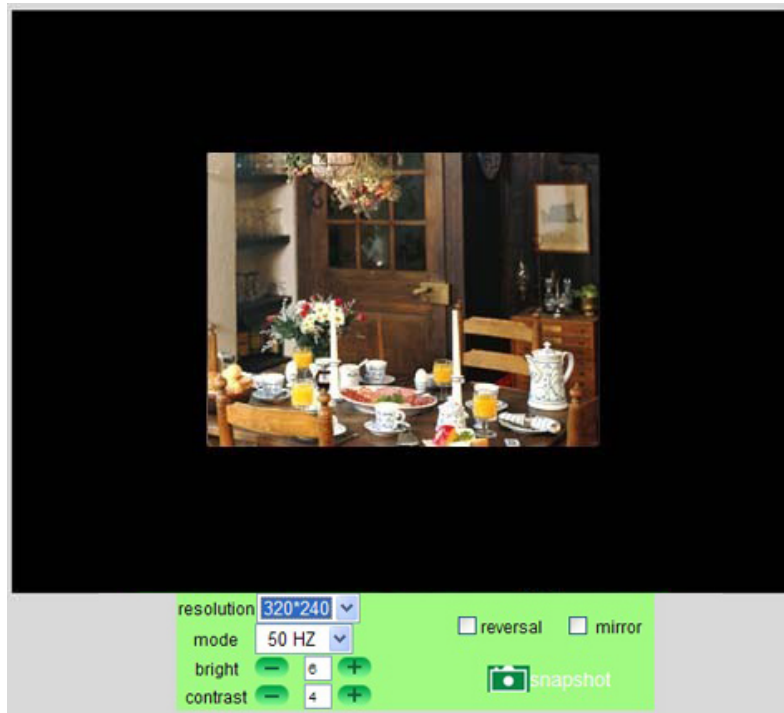 resolution 320*240
reversal mirror
mode 50 HZ
bright 6
snapshot
contrast 4